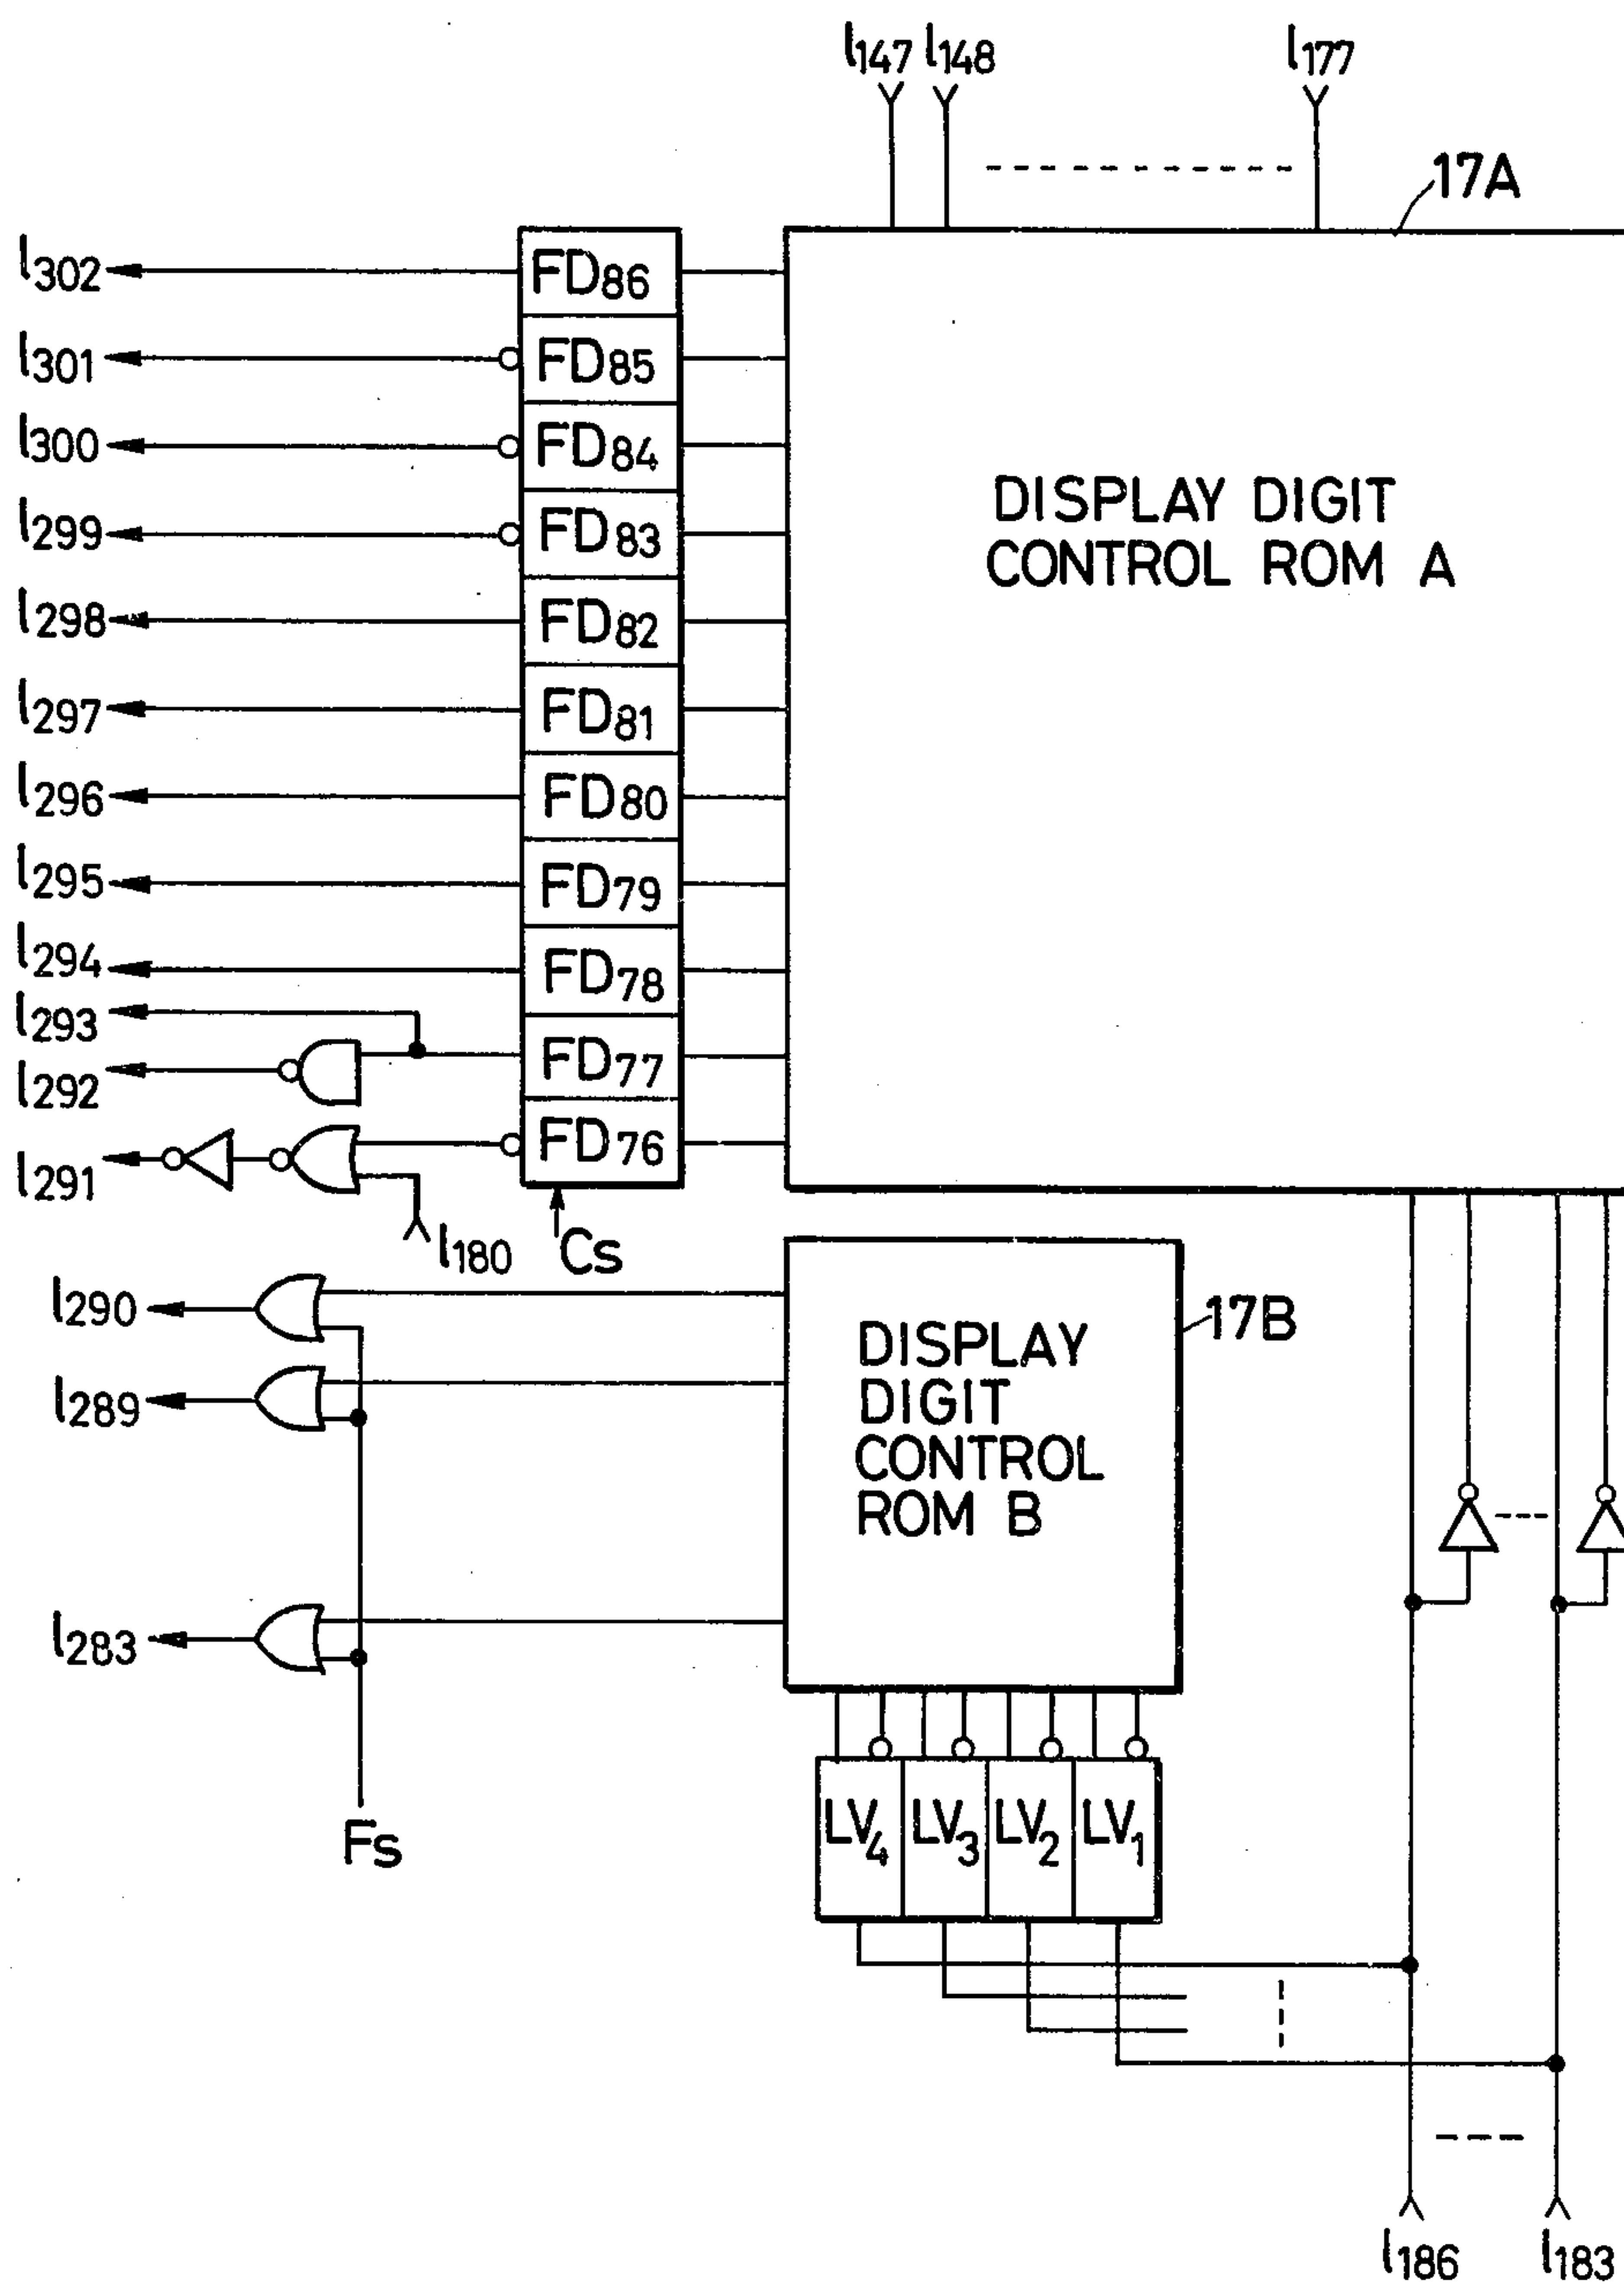 l147 l148 l177
17A
l302 FD86
l301 FD85
l300 FD84
l299 FD83
DISPLAY DIGIT
CONTROL ROM A
l298 FD82
l297 FD81
l296 FD80
l295 FD79
l294 FD78
l293
l292 FD77
l291 FD76
l180 Cs
l290
17B
DISPLAY
DIGIT
CONTROL
ROM B
l289
l283
Fs
LV4 LV3 LV2 LV1
l186 l183